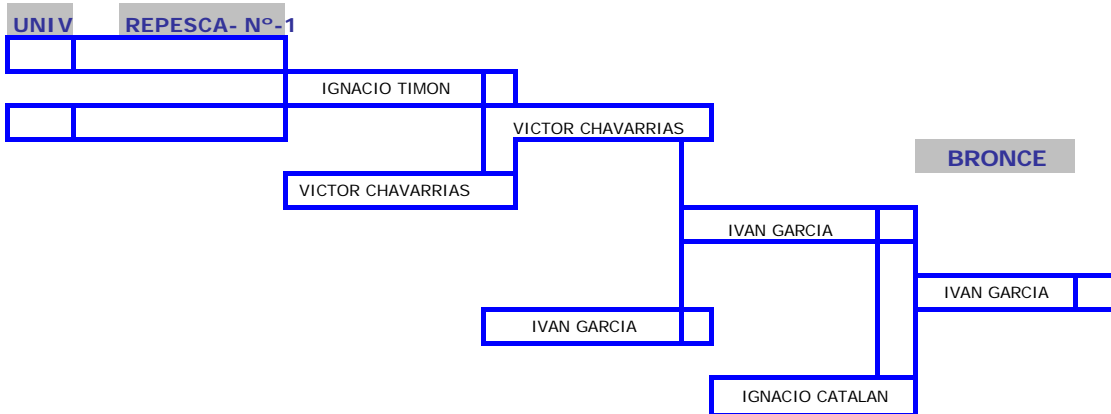 UNIV REPESCA- Nº-1
IGNACIO TIMON
VICTOR CHAVARRIAS
BRONCE
VICTOR CHAVARRIAS
IVAN GARCIA
IVAN GARCIA
IVAN GARCIA
IGNACIO CATALAN